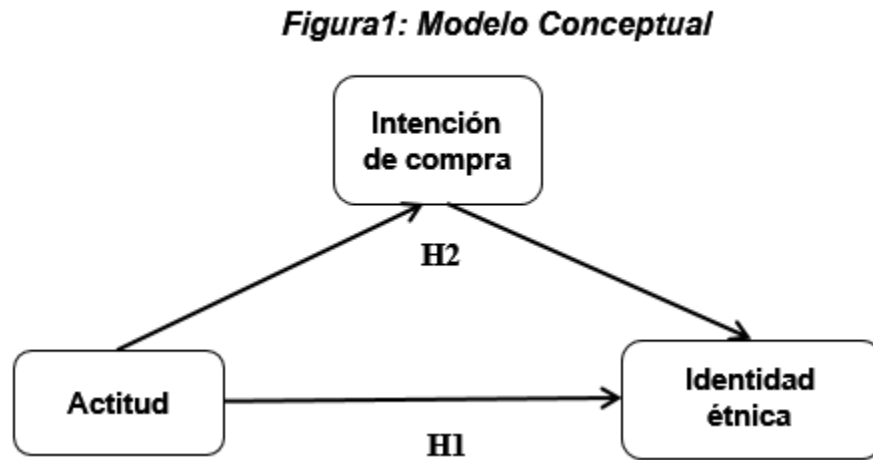 Figura1: Modelo Conceptual
Intención
de compra
H2
Actitud
Identidad
étnica
H1